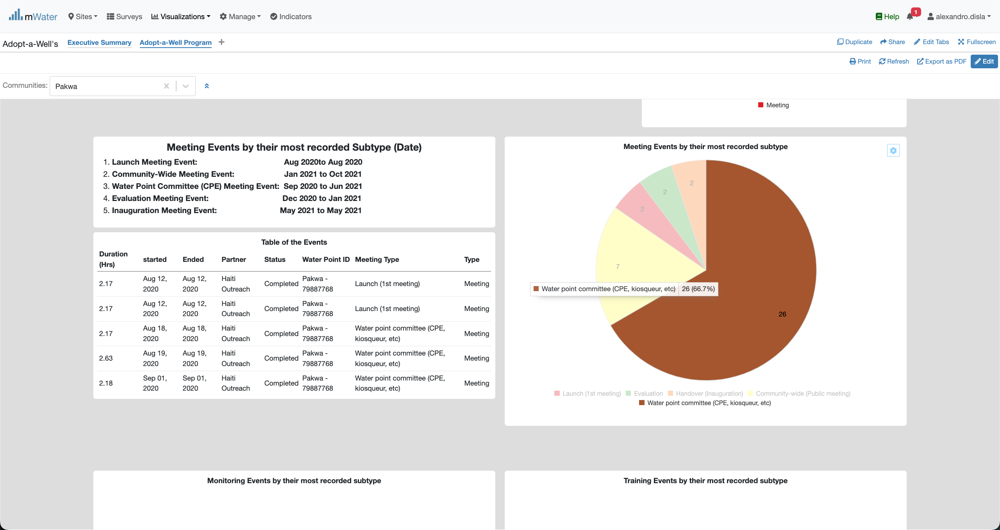 mWater Sites Surveys Visualizations Manage Indicators Help 1 alexandro.disla
Adopt-a-Well's Executive Summary Adopt-a-Well Program + Duplicate Share Edit Tabs Fullscreen
Print Refresh Export as PDF Edit
Communities: Pakwa
Meeting
Meeting Events by their most recorded Subtype (Date)
1. Launch Meeting Event: Aug 2020to Aug 2020
2. Community-Wide Meeting Event: Jan 2021 to Oct 2021
3. Water Point Committee (CPE) Meeting Event: Sep 2020 to Jun 2021
4. Evaluation Meeting Event: Dec 2020 to Jan 2021
5. Inauguration Meeting Event: May 2021 to May 2021
Table of the Events
Duration (Hrs) started Ended Partner Status Water Point ID Meeting Type Type
2.17 Aug 12, 2020 Aug 12, 2020 Haiti Outreach Completed Pakwa - 79887768 Launch (1st meeting) Meeting
2.17 Aug 12, 2020 Aug 12, 2020 Haiti Outreach Completed Pakwa - 79887768 Launch (1st meeting) Meeting
2.17 Aug 18, 2020 Aug 18, 2020 Haiti Outreach Completed Pakwa - 79887768 Water point committee (CPE, kiosqueur, etc) Meeting
2.63 Aug 19, 2020 Aug 19, 2020 Haiti Outreach Completed Pakwa - 79887768 Water point committee (CPE, kiosqueur, etc) Meeting
2.18 Sep 01, 2020 Sep 01, 2020 Haiti Outreach Completed Pakwa - 79887768 Water point committee (CPE, kiosqueur, etc) Meeting
Meeting Events by their most recorded subtype
2
2
2
7
Water point committee (CPE, kiosqueur, etc) 26 (66.7%)
26
Launch (1st meeting) Evaluation Handover (Inauguration) Community-wide (Public meeting)
Water point committee (CPE, kiosqueur, etc)
Monitoring Events by their most recorded subtype
Training Events by their most recorded subtype